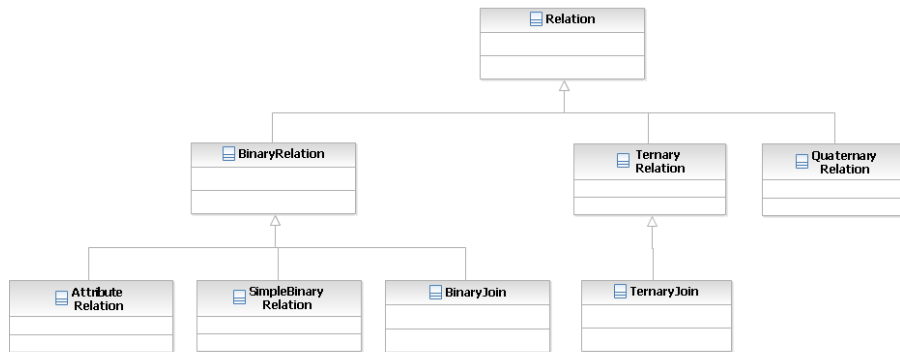 Relation
BinaryRelation
Ternary
Relation
Quaternary
Relation
Attribute
Relation
SimpleBinary
Relation
BinaryJoin
TernaryJoin